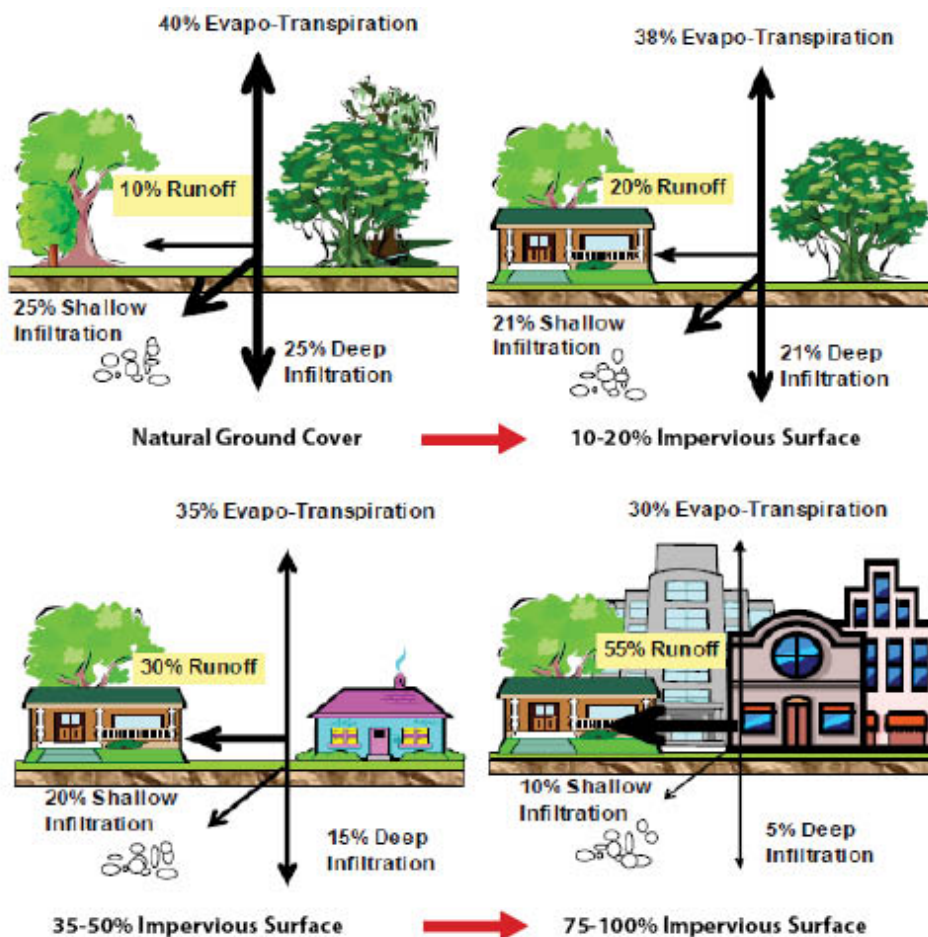 40% Evapo-Transpiration
10% Runoff
25% Shallow
Infiltration
25% Deep
Infiltration
Natural Ground Cover
38% Evapo-Transpiration
20% Runoff
21% Shallow
Infiltration
21% Deep
Infiltration
10-20% Impervious Surface
35% Evapo-Transpiration
30% Runoff
20% Shallow
Infiltration
15% Deep
Infiltration
35-50% Impervious Surface
30% Evapo-Transpiration
55% Runoff
10% Shallow
Infiltration
5% Deep
Infiltration
75-100% Impervious Surface